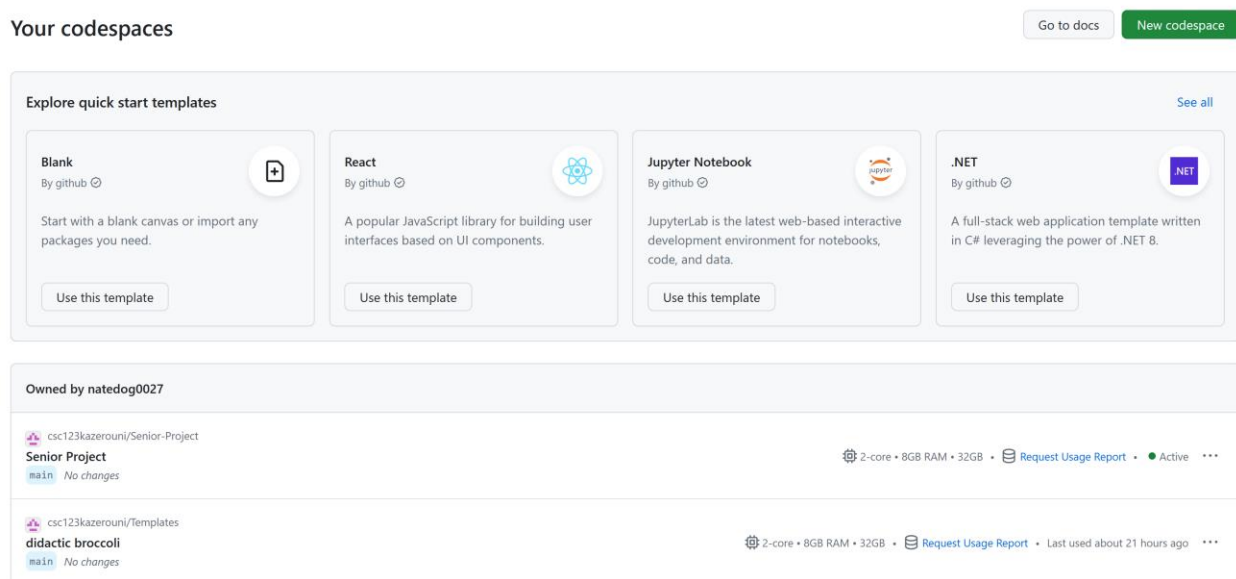 Your codespaces
Go to docs
New codespace
Explore quick start templates
See all
Blank
By github
Start with a blank canvas or import any
packages you need.
Use this template
React
By github
A popular JavaScript library for building user
interfaces based on UI components.
Use this template
Jupyter Notebook
By github
jupyter
JupyterLab is the latest web-based interactive
development environment for notebooks,
code, and data.
Use this template
.NET
By github
.NET
A full-stack web application template written
in C# leveraging the power of .NET 8.
Use this template
Owned by natedog0027
csc123kazerouni/Senior-Project
Senior Project
main No changes
2-core • 8GB RAM • 32GB • Request Usage Report • Active ···
csc123kazerouni/Templates
didactic broccoli
main No changes
2-core • 8GB RAM • 32GB • Request Usage Report • Last used about 21 hours ago ···